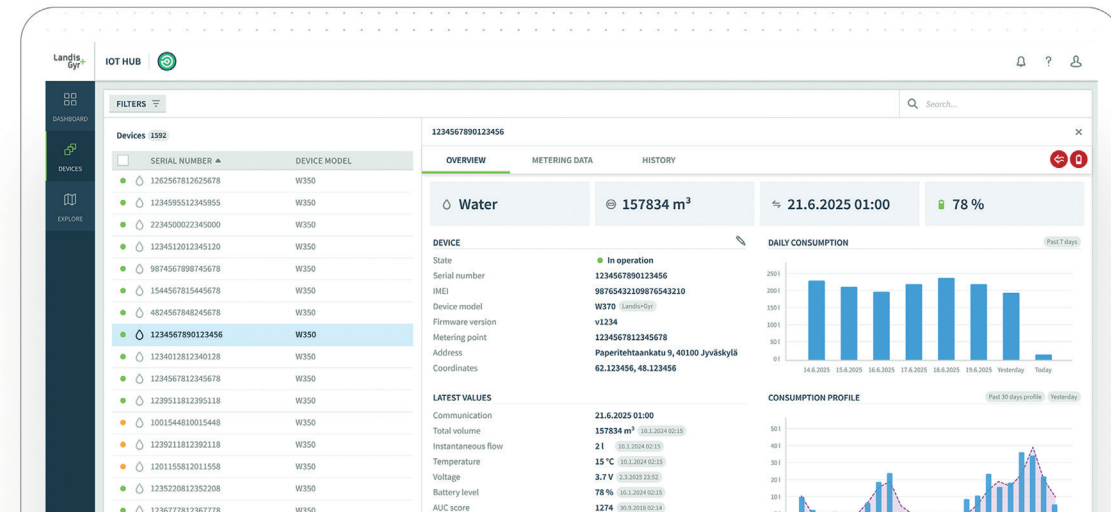 Landis
Gyr+
IOT HUB
DASHBOARD
DEVICES
EXPLORE
FILTERS
Search...
Devices 1592
SERIAL NUMBER DEVICE MODEL
1262567812625678 W350
1234595512345955 W350
2234500022345000 W350
1234512012345120 W350
9874567898745678 W350
1544567815445678 W350
4824567848245678 W350
1234567890123456 W350
1234012812340128 W350
1234567812345678 W350
1239511812395118 W350
1001544810015448 W350
1239211812392118 W350
1201155812011558 W350
1235220812352208 W350
1236777812367778 W350
1234567890123456
OVERVIEW METERING DATA HISTORY
Water
157834 m³
21.6.2025 01:00
78 %
DEVICE
State In operation
Serial number 1234567890123456
IMEI 98765432109876543210
Device model W370 Landis+Gyr
Firmware version v1234
Metering point 1234567812345678
Address Paperitehtaankatu 9, 40100 Jyväskylä
Coordinates 62.123456, 48.123456
LATEST VALUES
Communication 21.6.2025 01:00
Total volume 157834 m³ 10.1.2024 02:15
Instantaneous flow 2 l 10.1.2024 02:15
Temperature 15 °C 10.1.2024 02:15
Voltage 3.7 V 2.3.2025 23:52
Battery level 78 % 10.1.2024 02:15
AUC score 1274 30.9.2018 02:14
DAILY CONSUMPTION Past 7 days
250 l
200 l
150 l
100 l
50 l
0 l
14.6.2025 15.6.2025 16.6.2025 17.6.2025 18.6.2025 19.6.2025 Yesterday Today
CONSUMPTION PROFILE Past 30 days profile Yesterday
50 l
40 l
30 l
10 l
10 l